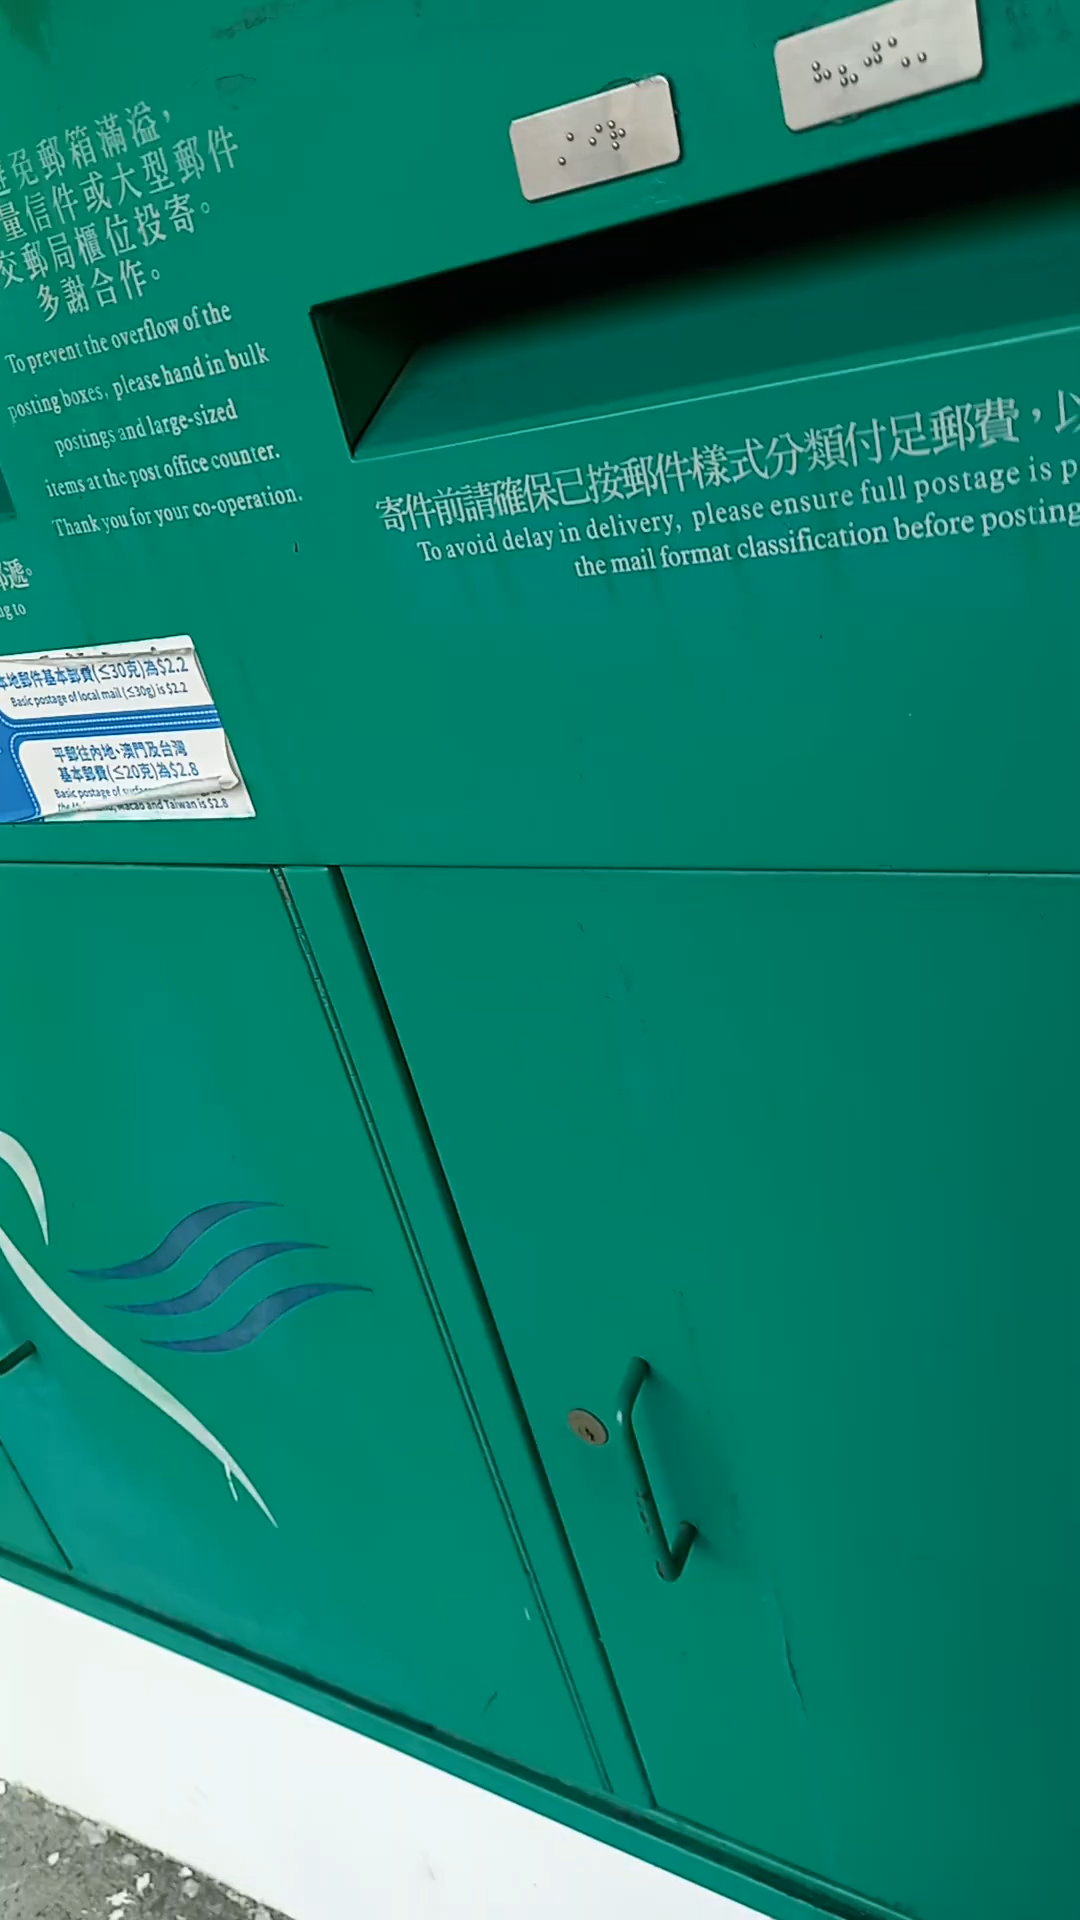 避免郵箱滿溢，
量信件或大型郵件
交郵局櫃位投寄。
多謝合作。
To prevent the overflow of the
posting boxes, please hand in bulk
postings and large-sized
items at the post office counter.
Thank you for your co-operation.
寄件前請確保已按郵件樣式分類付足郵費，以
To avoid delay in delivery, please ensure full postage is p
the mail format classification before posting
郵遞。
ng to
本地郵件基本郵費(≤30克)為$2.2
Basic postage of local mail (≤30g) is $2.2
平郵往內地、澳門及台灣
基本郵費(≤20克)為$2.8
Basic postage of
Macao and Taiwan is $2.8